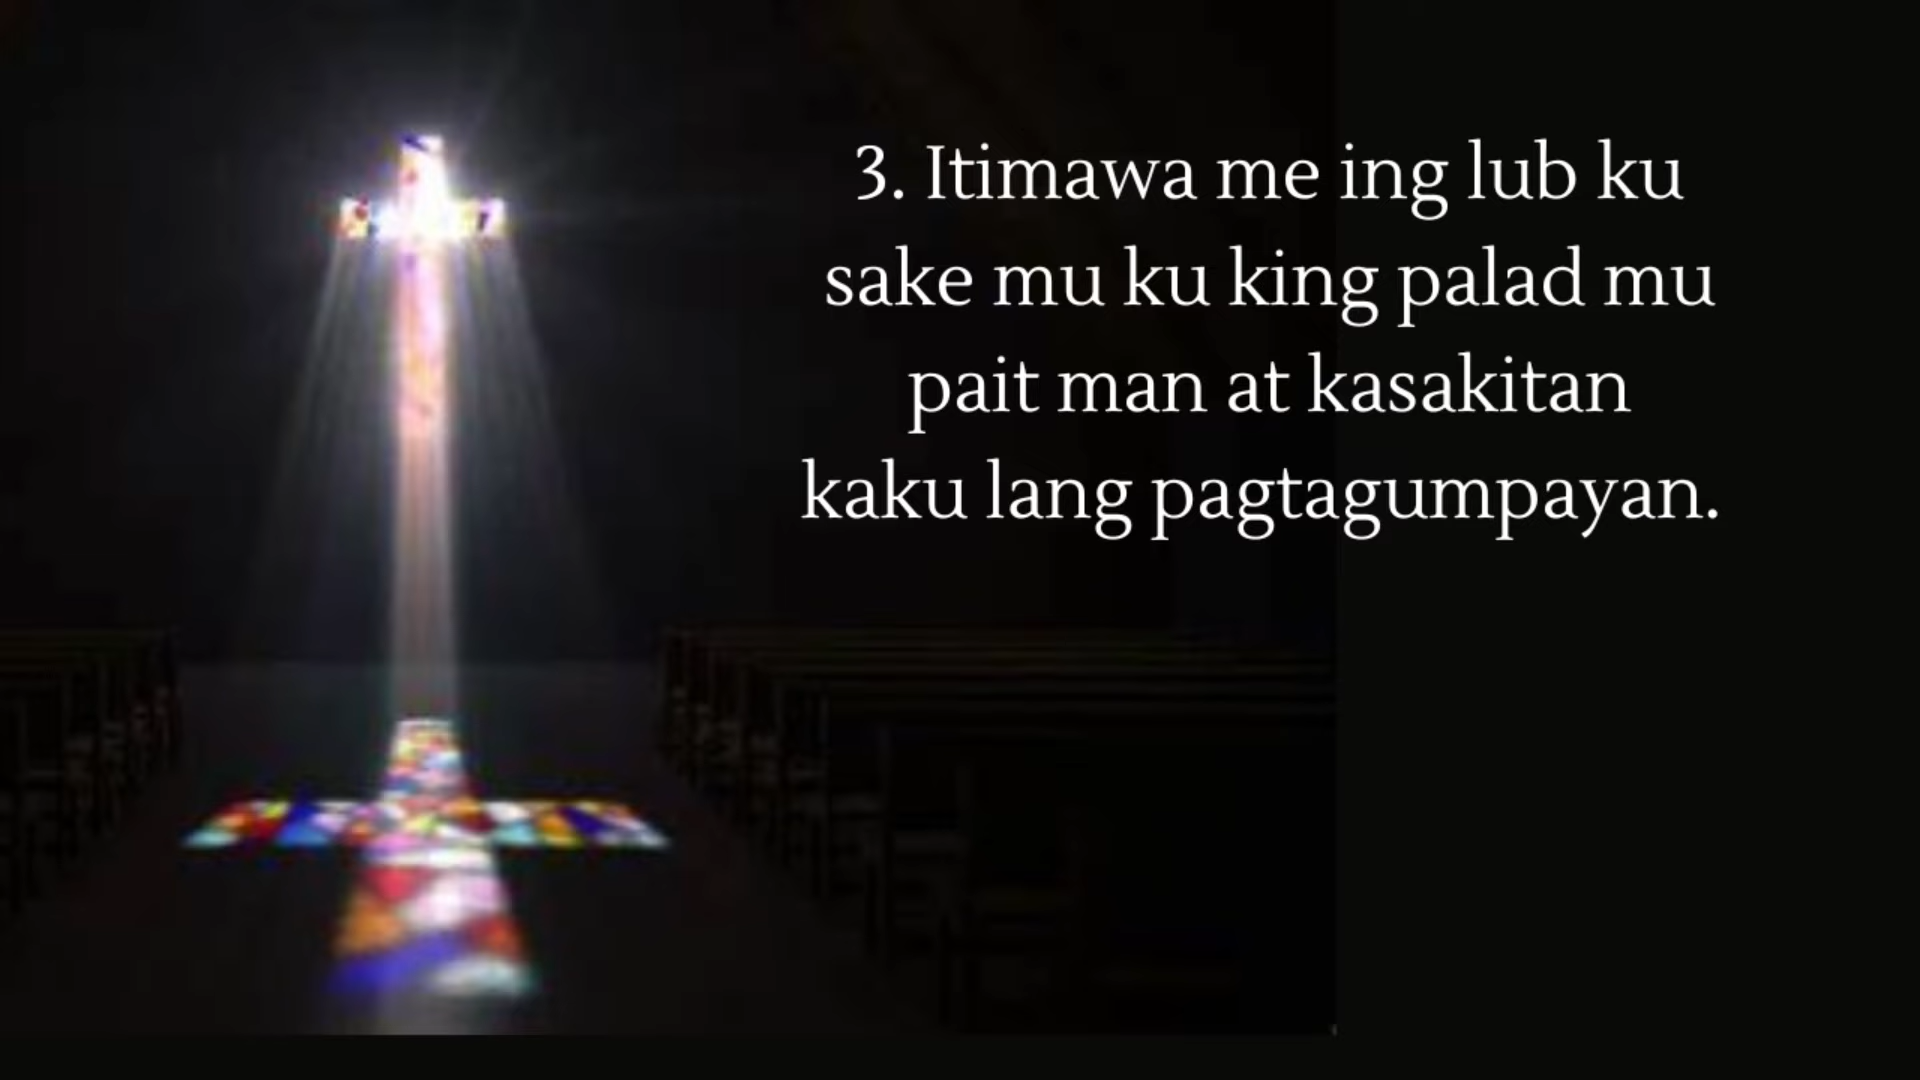 3. Itimawa me ing lub ku
sake mu ku king palad mu
pait man at kasakitan
kaku lang pagtagumpayan.